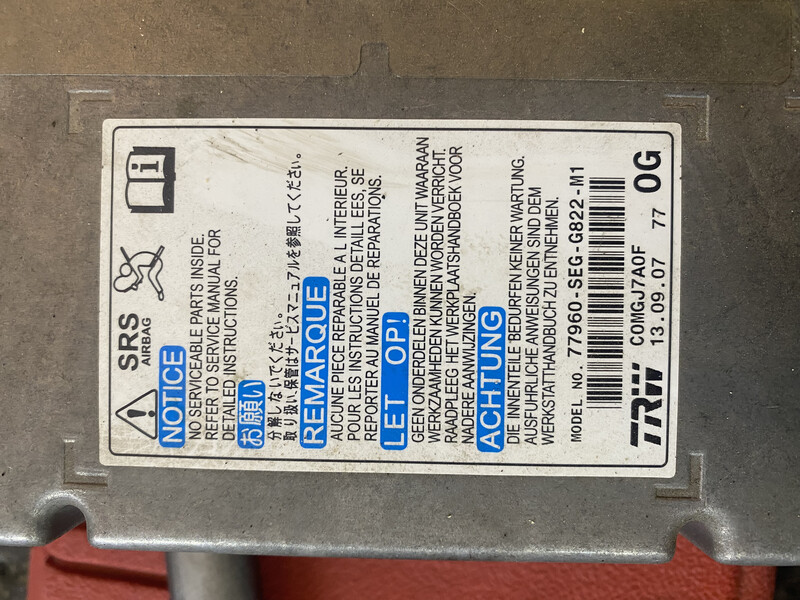 SRS
AIRBAG
NOTICE
NO SERVICEABLE PARTS INSIDE.
REFER TO SERVICE MANUAL FOR
DETAILED INSTRUCTIONS.
お願い
分解しないでください。
取り扱い、保管はサービスマニュアルを参照してください。
REMARQUE
AUCUNE PIECE REPARABLE A L INTERIEUR.
POUR LES INSTRUCTIONS DETAILL EES, SE
REPORTER AU MANUEL DE REPARATIONS.
LET OP!
GEEN ONDERDELEN BINNEN DEZE UNIT WAARAAN
WERKZAAMHEDEN KUNNEN WORDEN VERRICHT.
RAADPLEEG HET WERKPLAATSHANDBOEK VOOR
NADERE AANWIJZINGEN.
ACHTUNG
DIE INNENTEILE BEDURFEN KEINER WARTUNG.
AUSFUHRLICHE ANWEISUNGEN SIND DEM
WERKSTATTHANDBUCH ZU ENTNEHMEN.
MODEL NO. 77960-SEG-G822-M1
TRW
COMGJ7A0F
13.09.07 77
0G